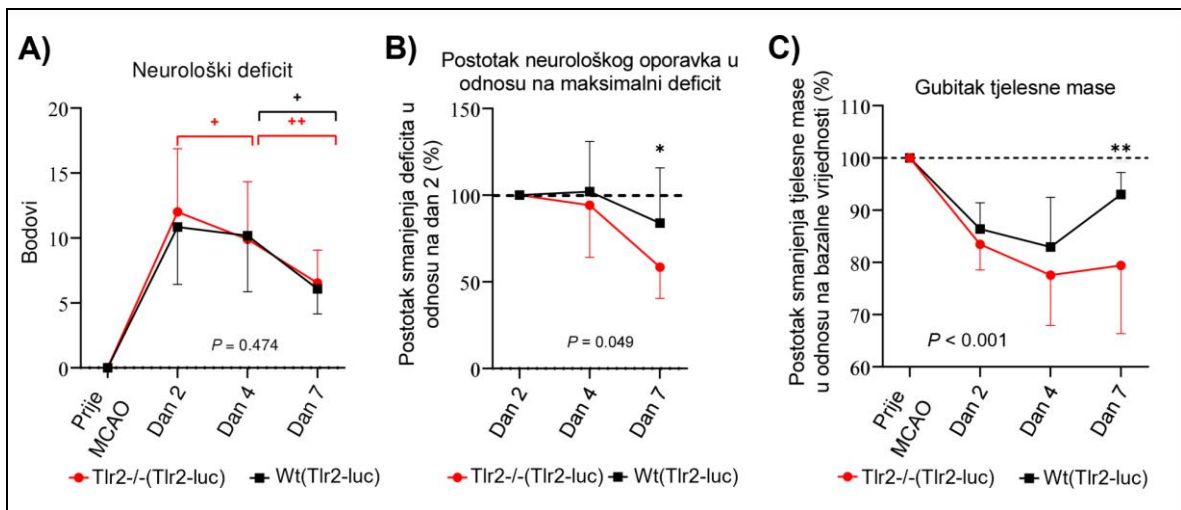 A)
Neurološki deficit
Bodovi
20
15
10
5
0
+
+
++
P = 0.474
Prije
MCAO
Dan 2
Dan 4
Dan 7
Tlr2-/-(Tlr2-luc)
Wt(Tlr2-luc)
B)
Postotak neurološkog oporavka u
odnosu na maksimalni deficit
Postotak smanjenja deficita u
odnosu na dan 2 (%)
150
100
50
0
*
P = 0.049
Dan 2
Dan 4
Dan 7
Tlr2-/-(Tlr2-luc)
Wt(Tlr2-luc)
C)
Gubitak tjelesne mase
Postotak smanjenja tjelesne mase
u odnosu na bazalne vrijednosti (%)
110
100
90
80
70
60
**
P < 0.001
Prije
MCAO
Dan 2
Dan 4
Dan 7
Tlr2-/-(Tlr2-luc)
Wt(Tlr2-luc)